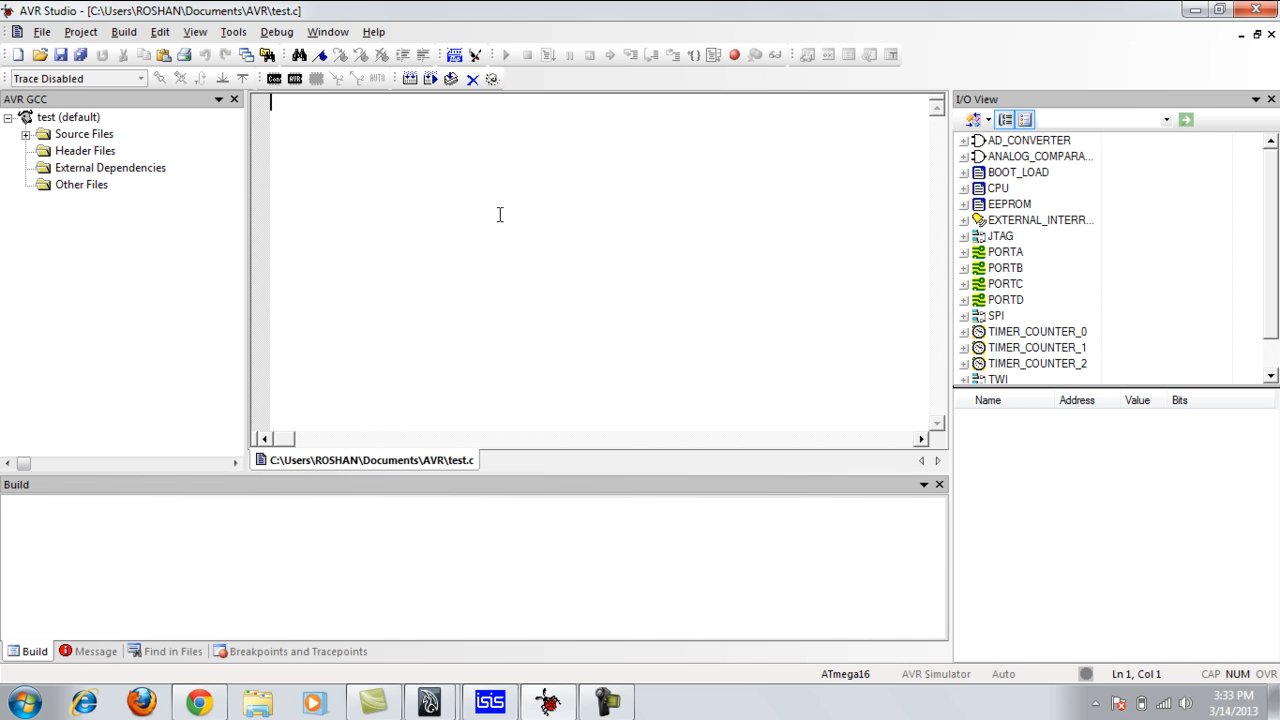 AVR Studio - [C:\Users\ROSHAN\Documents\AVR\test.c]
File Project Build Edit View Tools Debug Window Help
Trace Disabled
Con AVR AUTO
AVR GCC
test (default)
Source Files
Header Files
External Dependencies
Other Files
C:\Users\ROSHAN\Documents\AVR\test.c
I/O View
AD_CONVERTER
ANALOG_COMPARA...
BOOT_LOAD
CPU
EEPROM
EXTERNAL_INTERR...
JTAG
PORTA
PORTB
PORTC
PORTD
SPI
TIMER_COUNTER_0
TIMER_COUNTER_1
TIMER_COUNTER_2
TWI
Name Address Value Bits
Build
Build Message Find in Files Breakpoints and Tracepoints
ATmega16 AVR Simulator Auto Ln 1, Col 1 CAP NUM OVR
isis
3:33 PM
3/14/2013